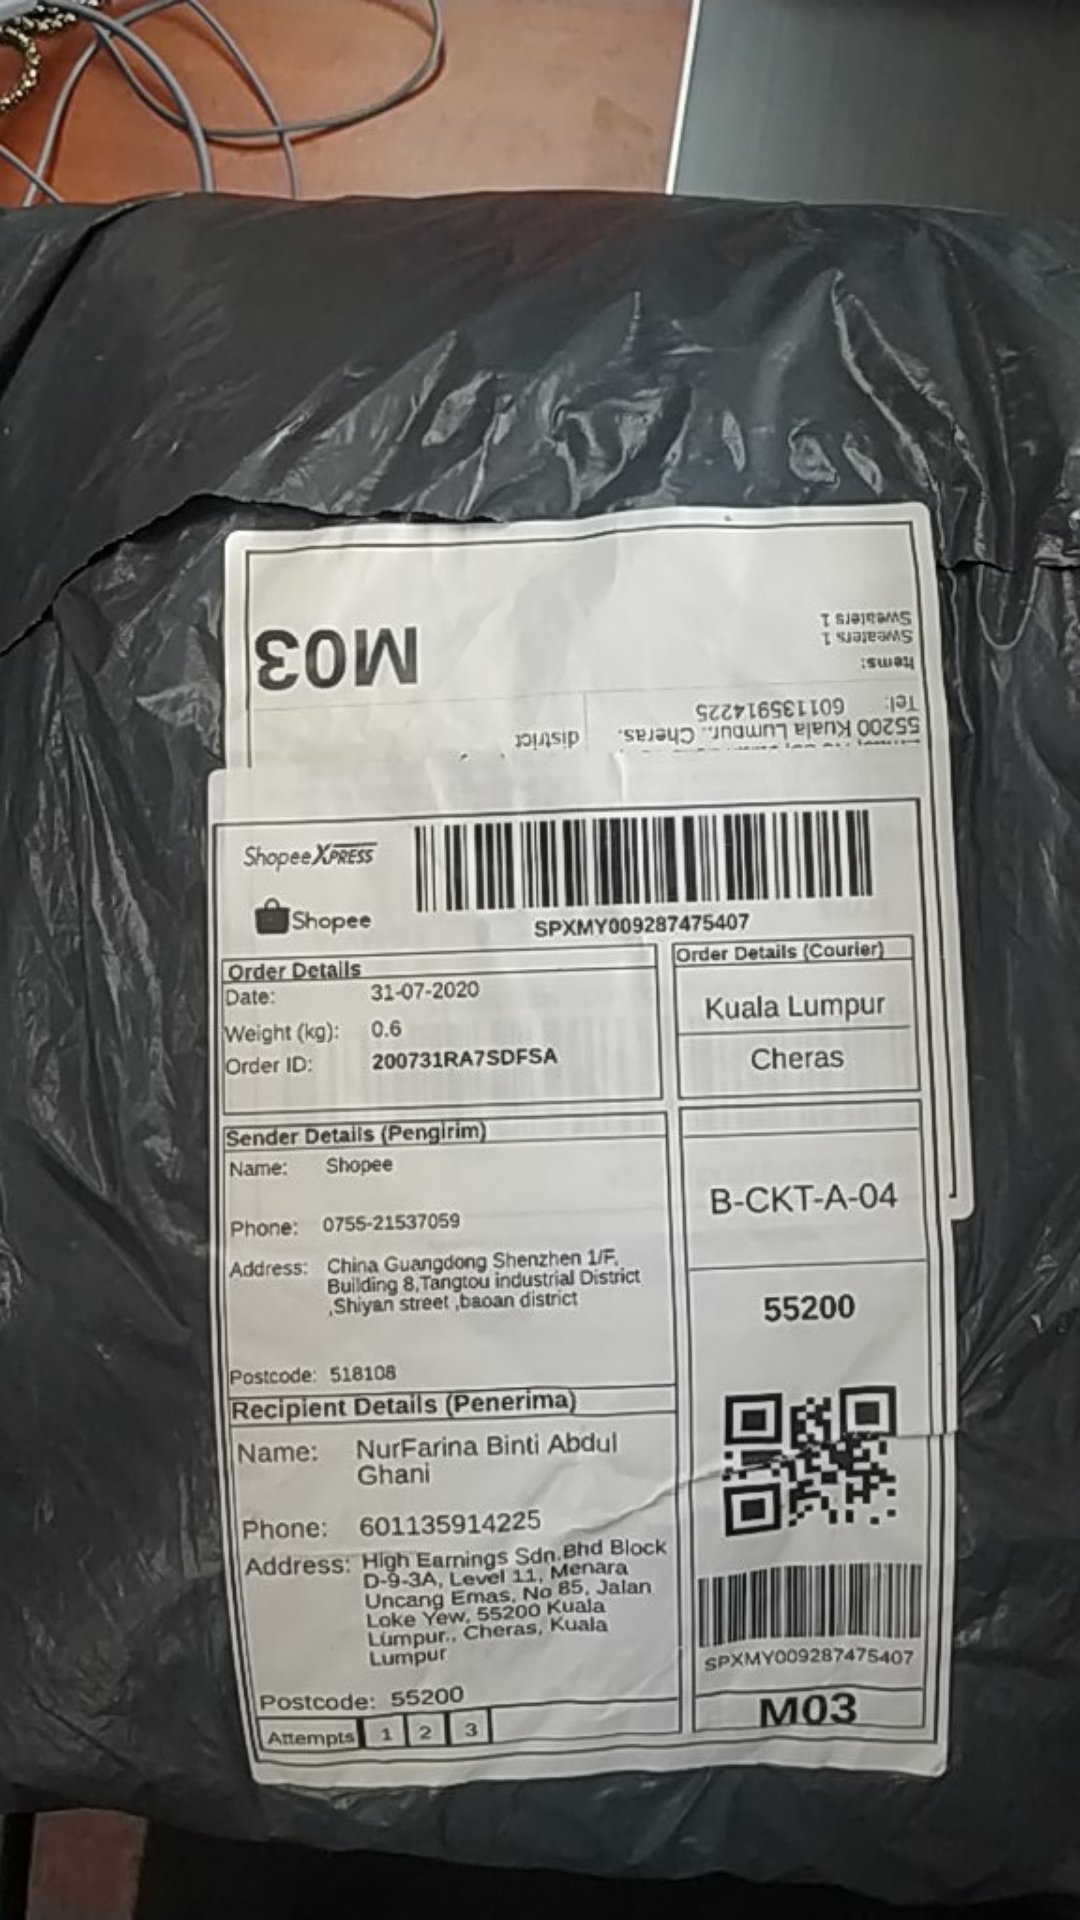 Sweaters 1
Sweaters 1
Items:
Tel: 601135914225
55200 Kuala Lumpur., Cheras,
district
M03
ShopeeXPRESS
Shopee
SPXMY009287475407
Order Details
Date: 31-07-2020
Weight (kg): 0.6
Order ID: 200731RA7SDFSA
Order Details (Courier)
Kuala Lumpur
Cheras
Sender Details (Pengirim)
Name: Shopee
Phone: 0755-21537059
Address: China Guangdong Shenzhen 1/F,
Building 8,Tangtou industrial District
,Shiyan street ,baoan district
Postcode: 518108
B-CKT-A-04
55200
Recipient Details (Penerima)
Name: NurFarina Binti Abdul
Ghani
Phone: 601135914225
Address: High Earnings Sdn.Bhd Block
D-9-3A, Level 11, Menara
Uncang Emas, No 85, Jalan
Loke Yew, 55200 Kuala
Lumpur., Cheras, Kuala
Lumpur
Postcode: 55200
Attempts 1 2 3
SPXMY009287475407
M03